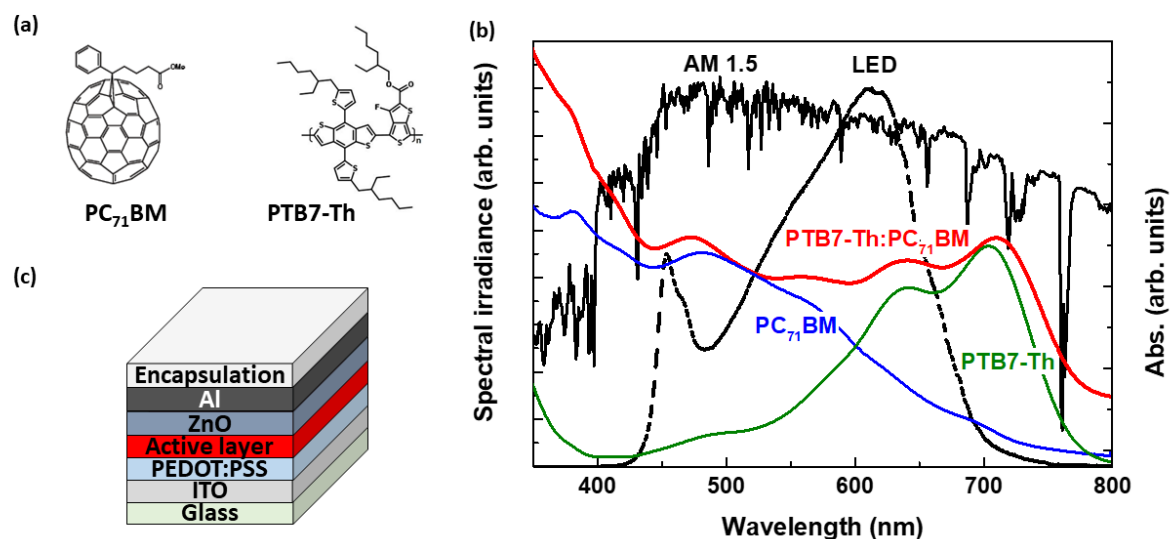 (a)
OMe
O
PC71BM
O
O
F
S
S
S
S
S
S
n
PTB7-Th
(b)
Spectral irradiance (arb. units)
AM 1.5
LED
PTB7-Th:PC71BM
PC71BM
PTB7-Th
Abs. (arb. units)
400
500
600
700
800
Wavelength (nm)
(c)
Encapsulation
Al
ZnO
Active layer
PEDOT:PSS
ITO
Glass